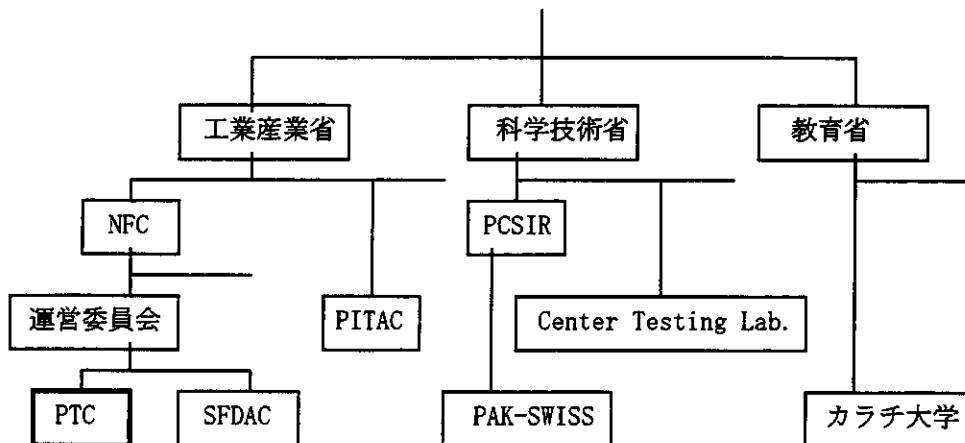 工業産業省
科学技術省
教育省
NFC
PCSIR
運営委員会
PITAC
Center Testing Lab.
PTC
SFDAC
PAK-SWISS
カラチ大学